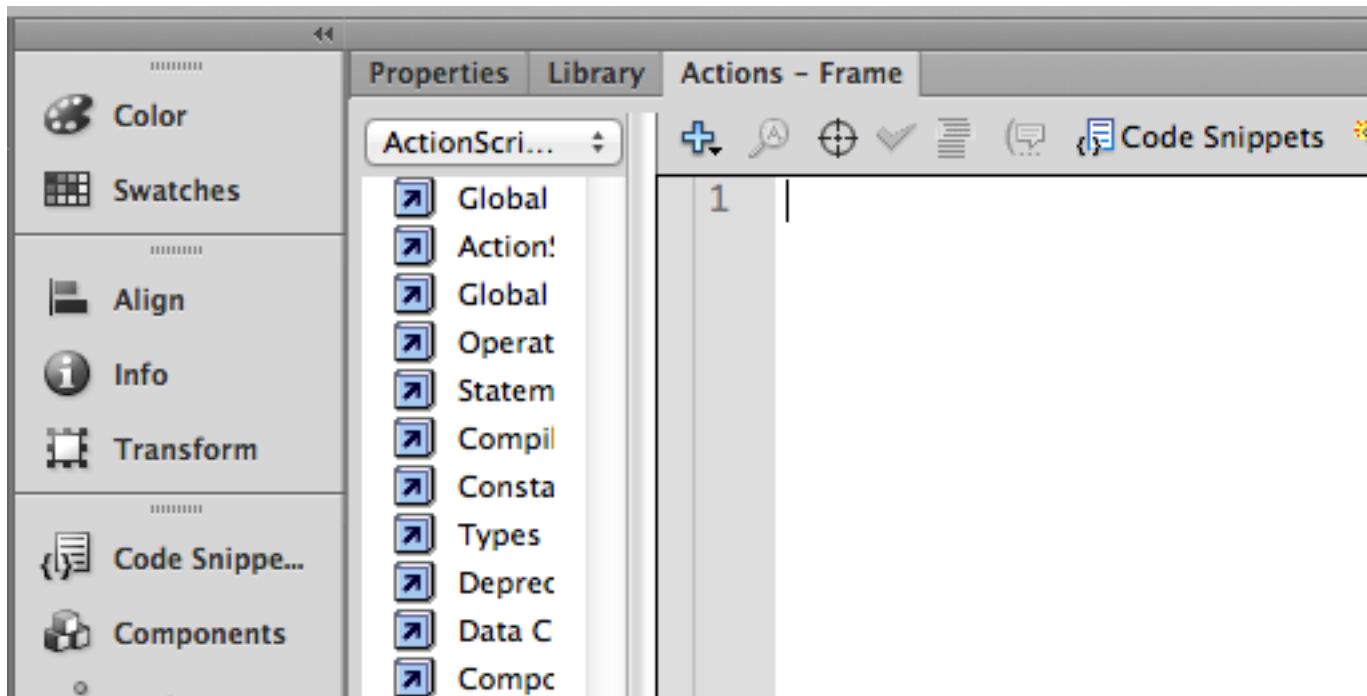 Color
Swatches
Align
Info
Transform
Code Snippe...
Components
Properties Library Actions – Frame
ActionScri...
Code Snippets
Global
Action
Global
Operat
Statem
Compil
Consta
Types
Deprec
Data C
Compo
1